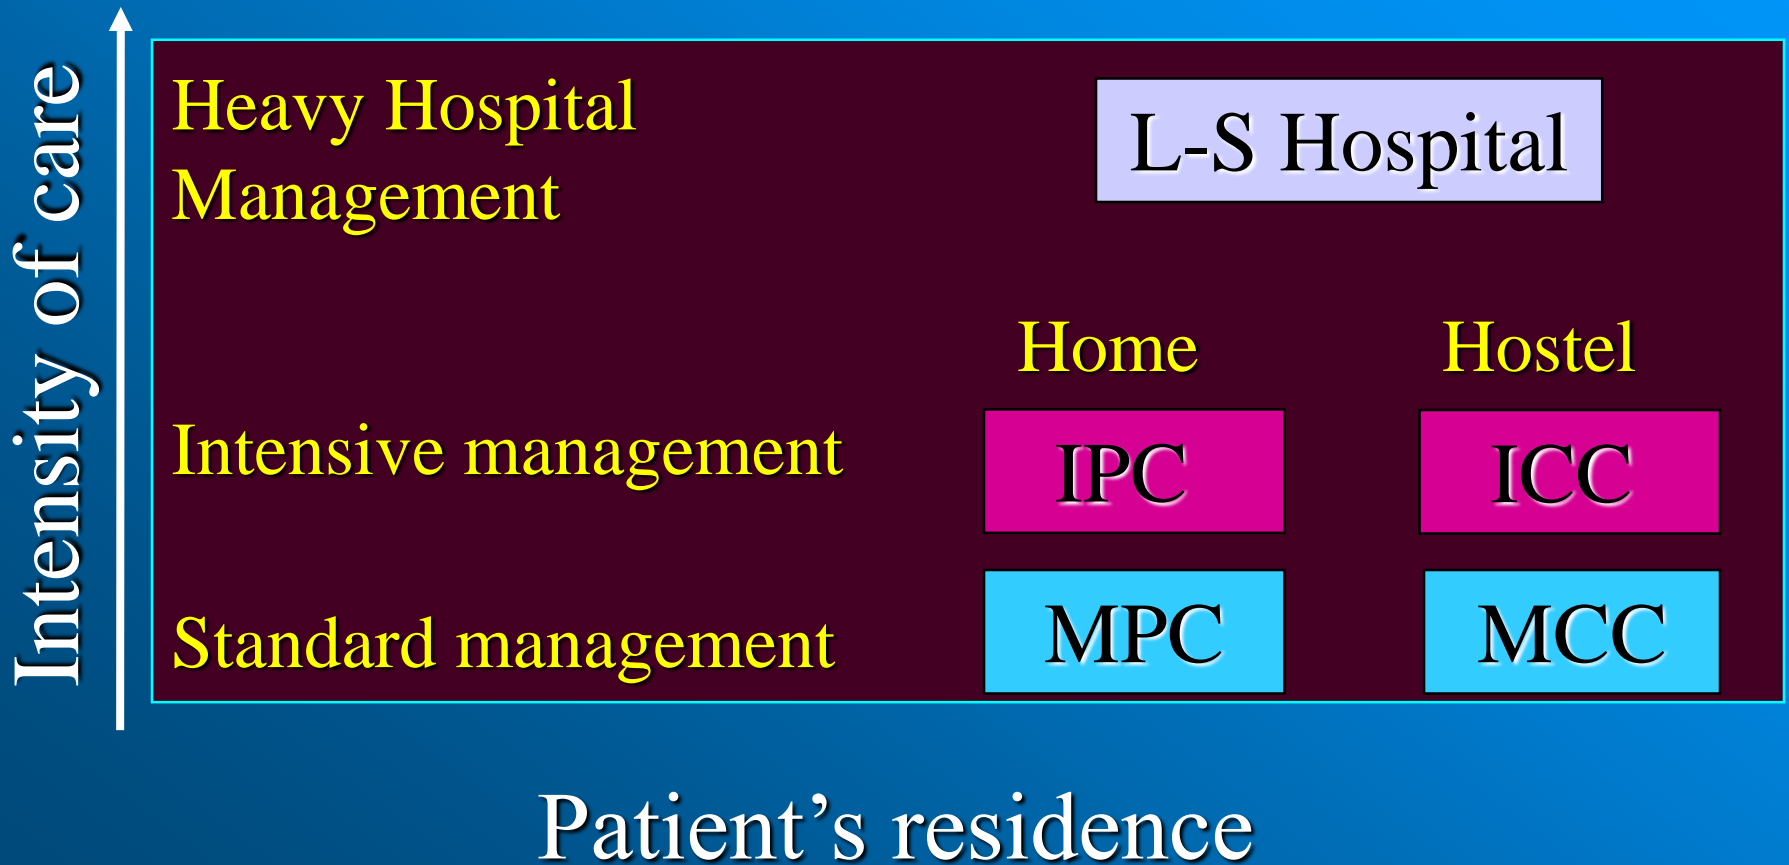 Intensity of care
Heavy Hospital
Management
L-S Hospital
Home Hostel
Intensive management IPC ICC
Standard management MPC MCC
Patient’s residence